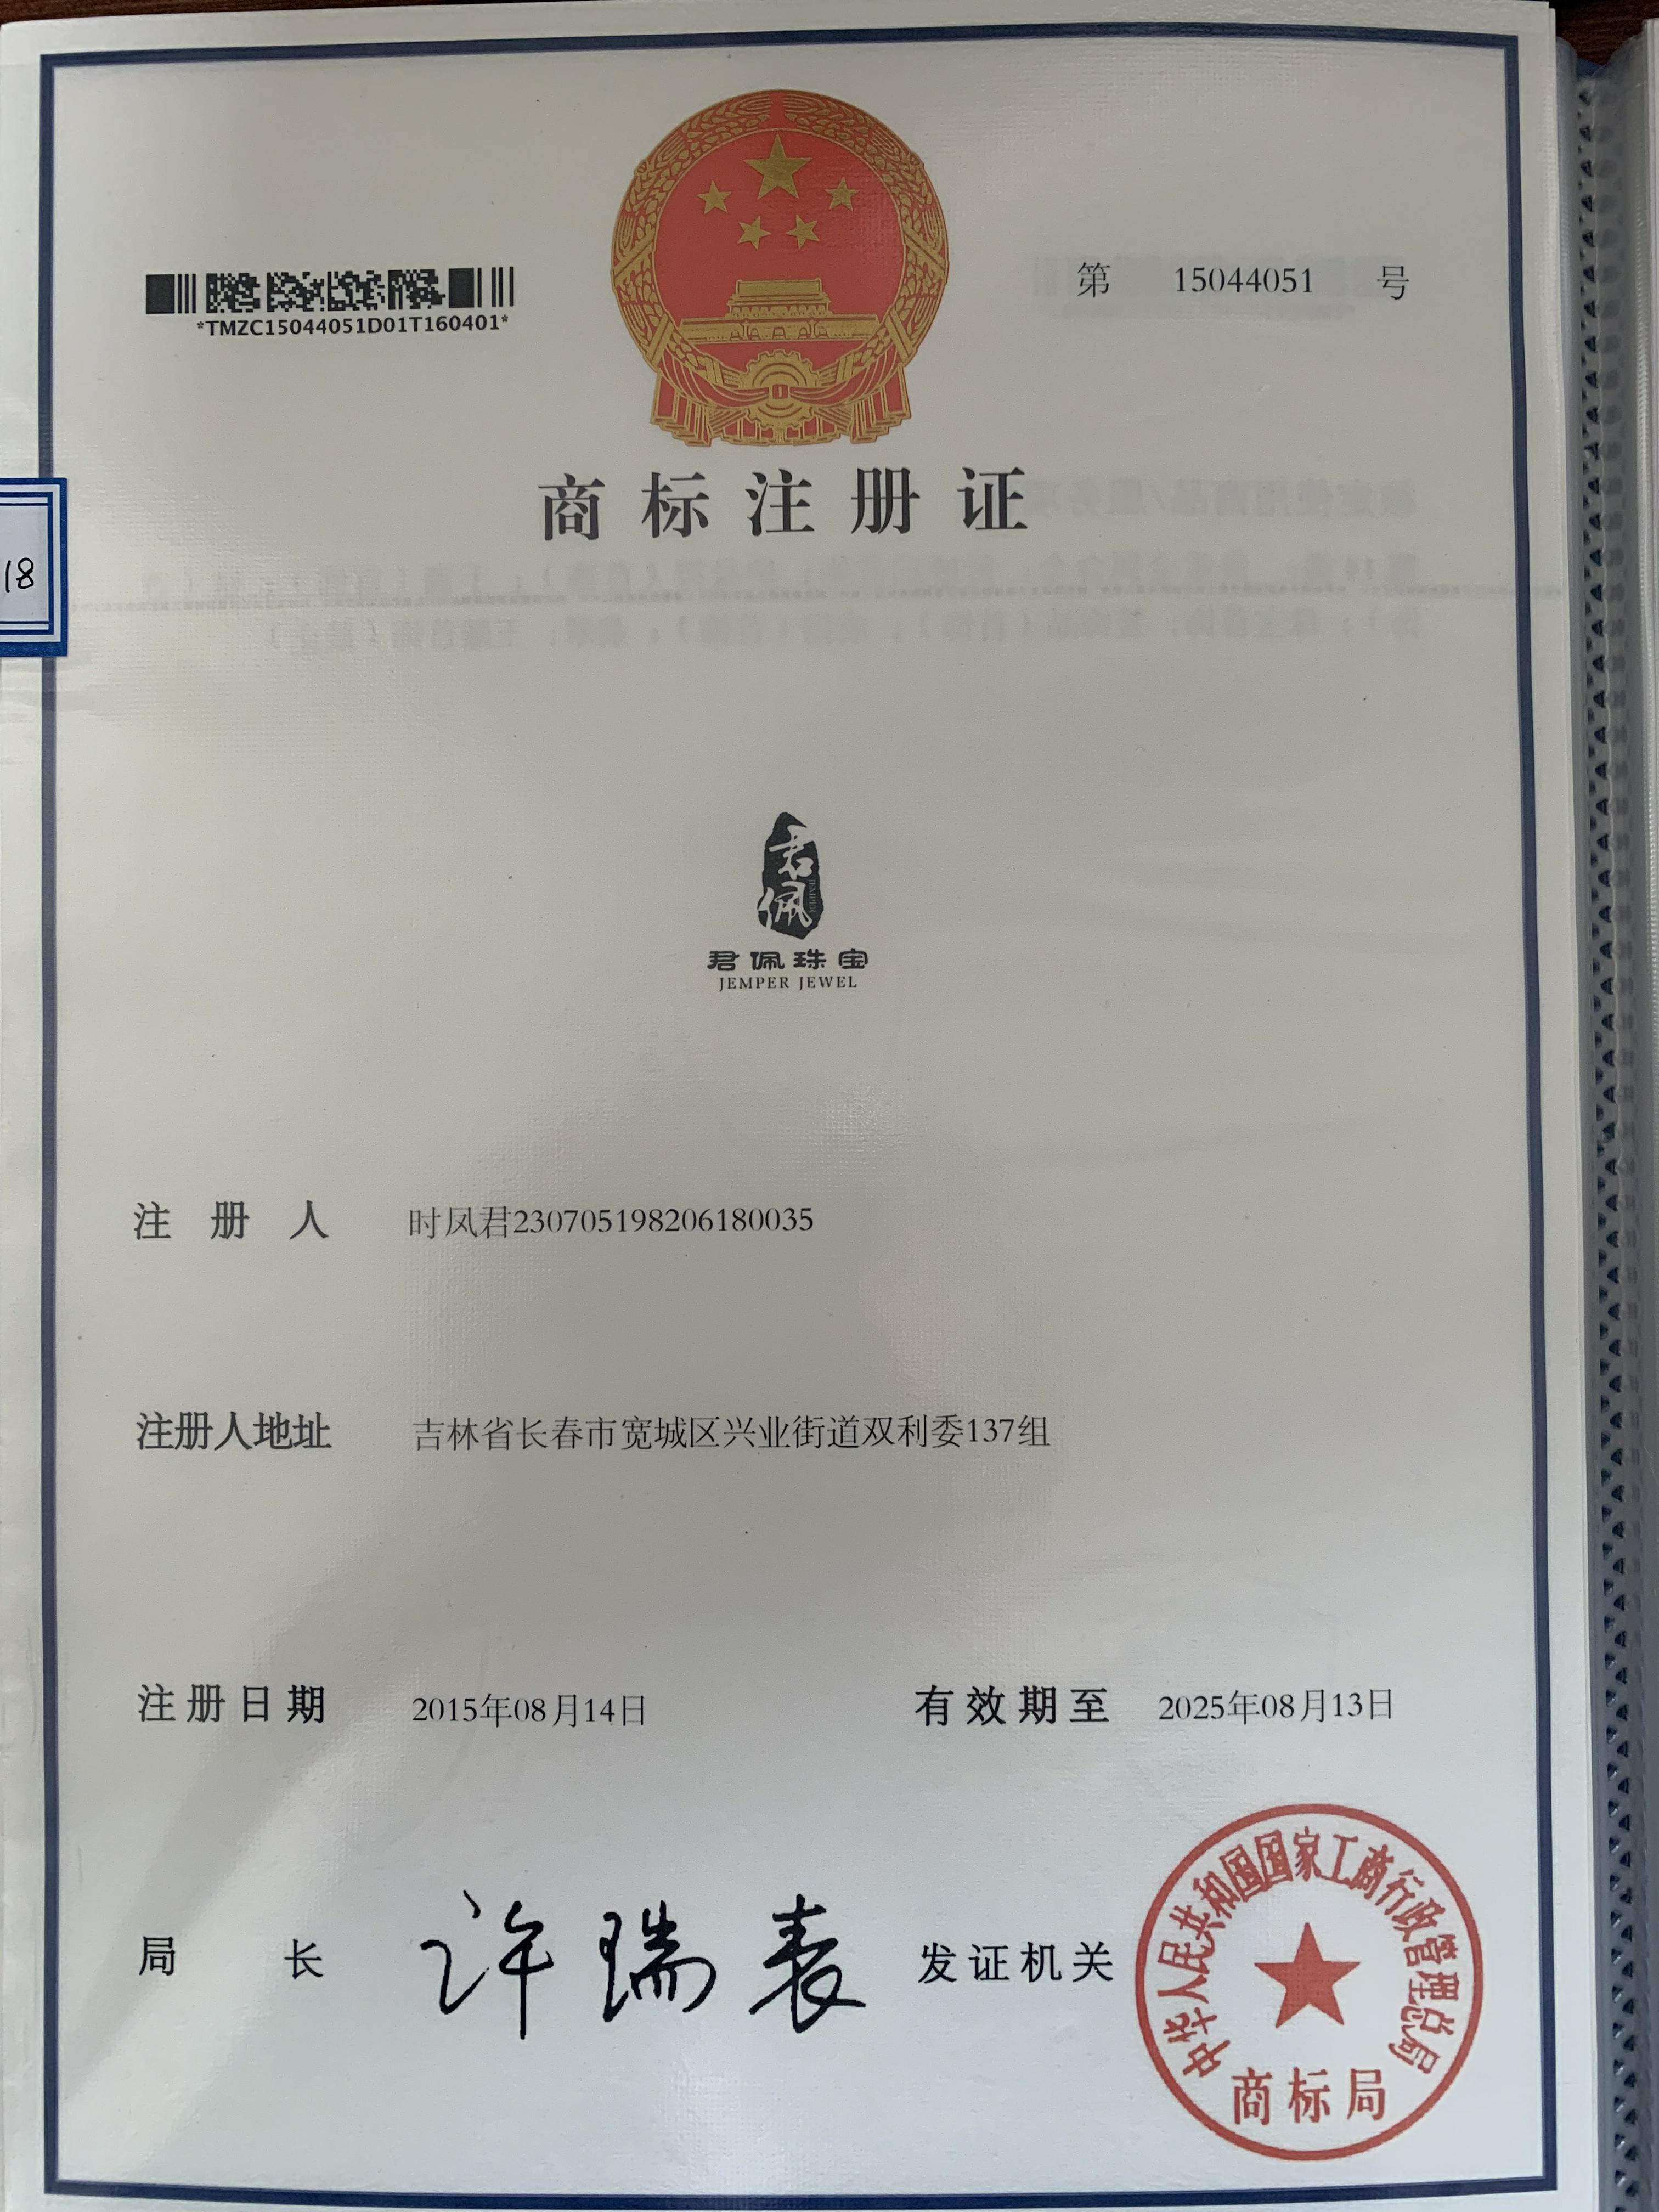 第 15044051 号
*TMZC15044051D01T160401*
商标注册证
18
君佩
君佩珠宝
JEMPER JEWEL
注册人 时凤君230705198206180035
注册人地址 吉林省长春市宽城区兴业街道双利委137组
注册日期 2015年08月14日 有效期至 2025年08月13日
局长 许瑞表 发证机关
中华人民共和国国家工商行政管理总局
商标局